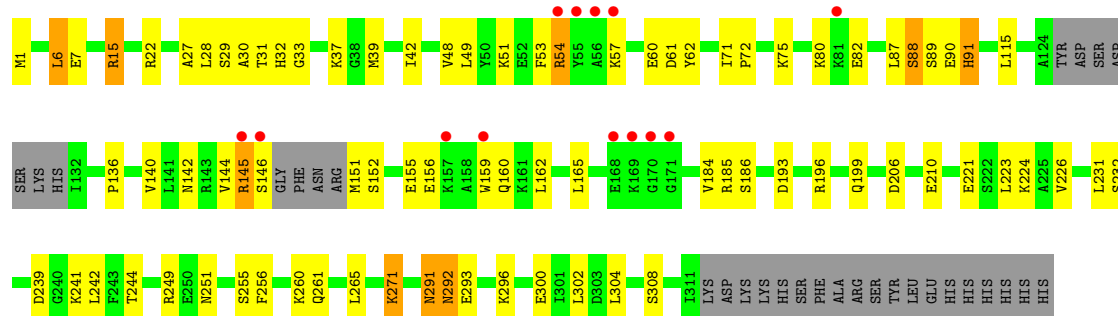 M1 L6 E7 R15 R22 A27 L28 S29 A30 T31 H32 G33 K37 G38 M39 I42 V48 L49 Y50 K51 E52 F53 R54 Y55 A56 K57 E60 D61 Y62 I71 P72 K75 K80 K81 E82 L87 S88 S89 E90 H91 L115 A124 TYR ASP SER ASP
SER LYS HIS I132 P136 V140 L141 N142 R143 V144 R145 S146 GLY PHE ASN ARG M151 S152 E155 E156 K157 A158 W159 Q160 K161 L162 L165 E168 K169 G170 G171 V184 R185 S186 D193 R196 Q199 D206 E210 E221 S222 L223 K224 A225 V226 L231 S232
D239 G240 K241 L242 F243 T244 R249 E250 N251 S255 F256 K260 Q261 L265 K271 N291 N292 E293 K296 E300 I301 L302 D303 L304 S308 I311 LYS ASP LYS LYS HIS SER PHE ALA ARG SER TYR LEU GLU HIS HIS HIS HIS HIS HIS